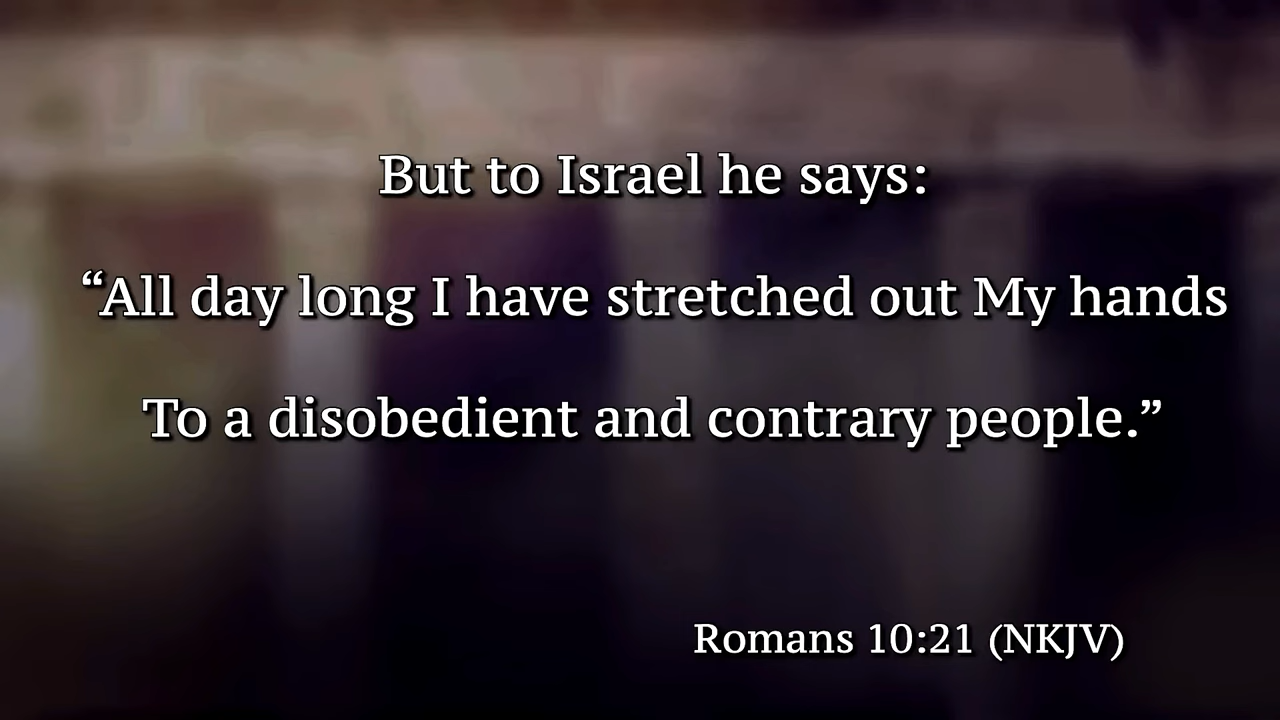 But to Israel he says:
“All day long I have stretched out My hands
To a disobedient and contrary people.”
Romans 10:21 (NKJV)